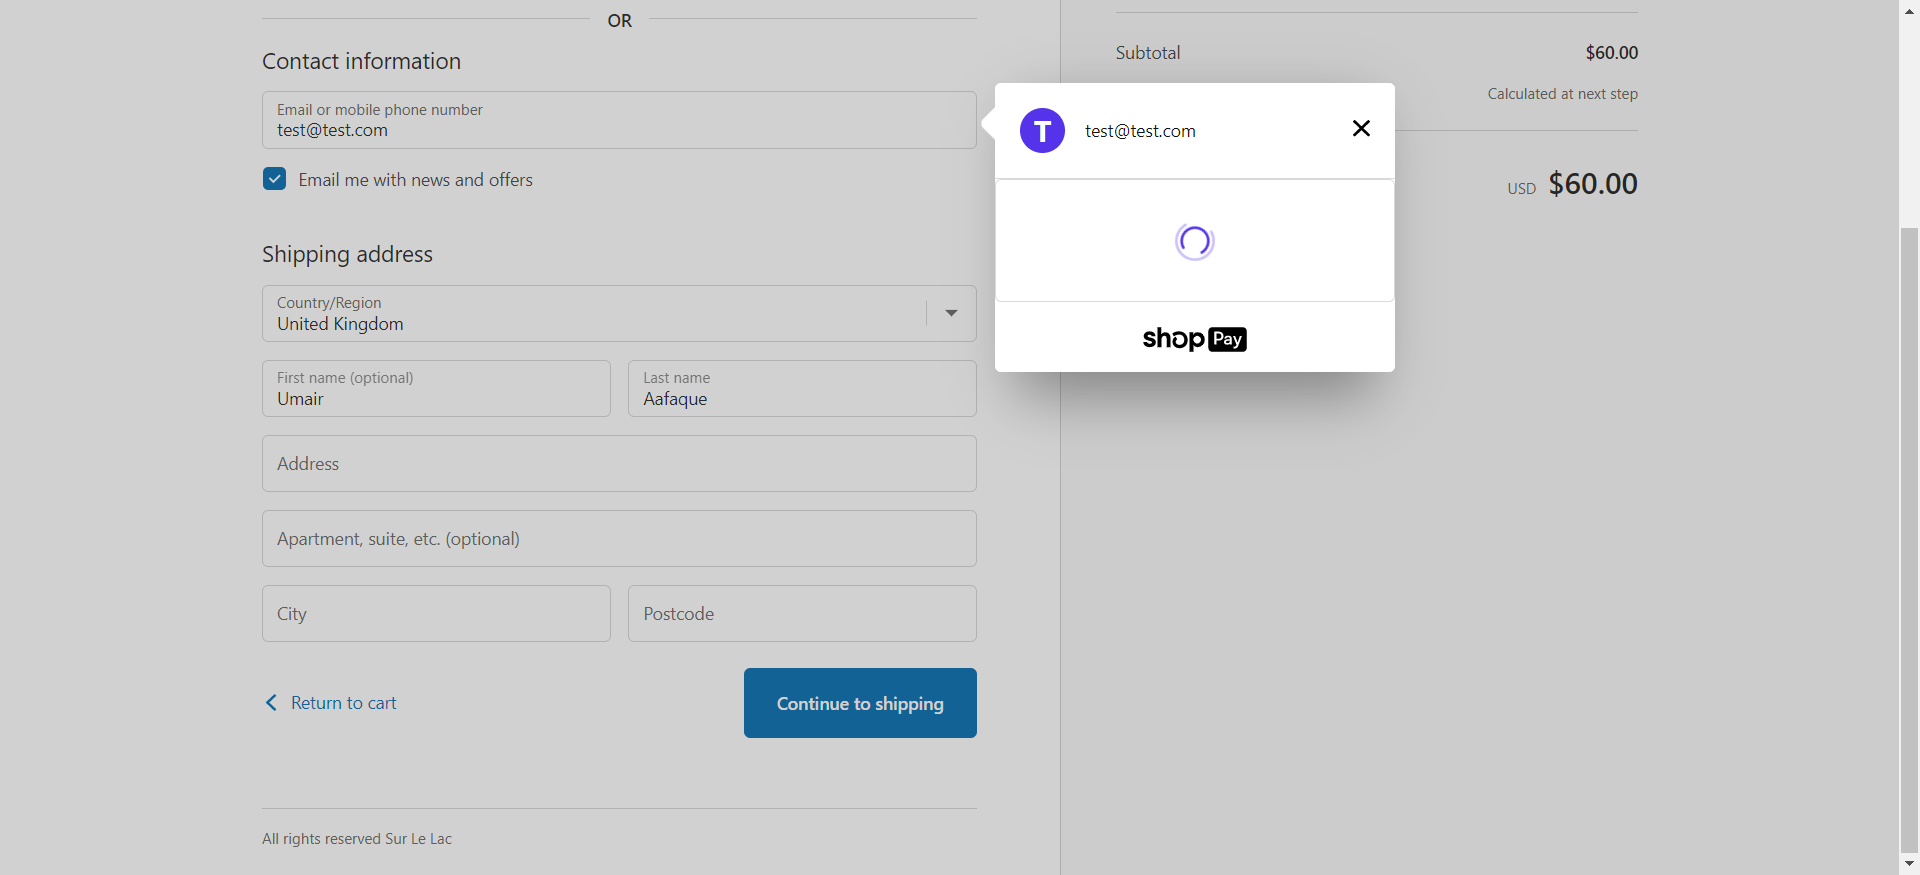 OR
Contact information
Email or mobile phone number
test@test.com
Email me with news and offers
Shipping address
Country/Region
United Kingdom
First name (optional)
Umair
Last name
Aafaque
Address
Apartment, suite, etc. (optional)
City
Postcode
Return to cart
Continue to shipping
All rights reserved Sur Le Lac
T
test@test.com
shop Pay
Subtotal
$60.00
Calculated at next step
USD $60.00